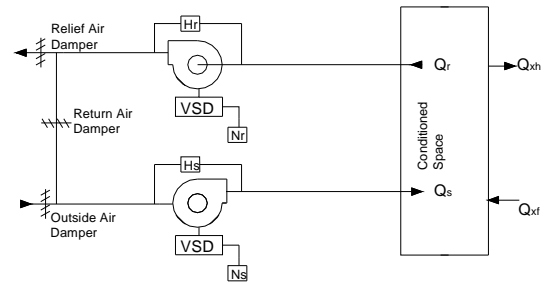 Relief Air
Damper
Hr
VSD
Nr
Return Air
Damper
Hs
VSD
Ns
Outside Air
Damper
Conditioned
Space
Qr
Qs
Qxh
Qxf